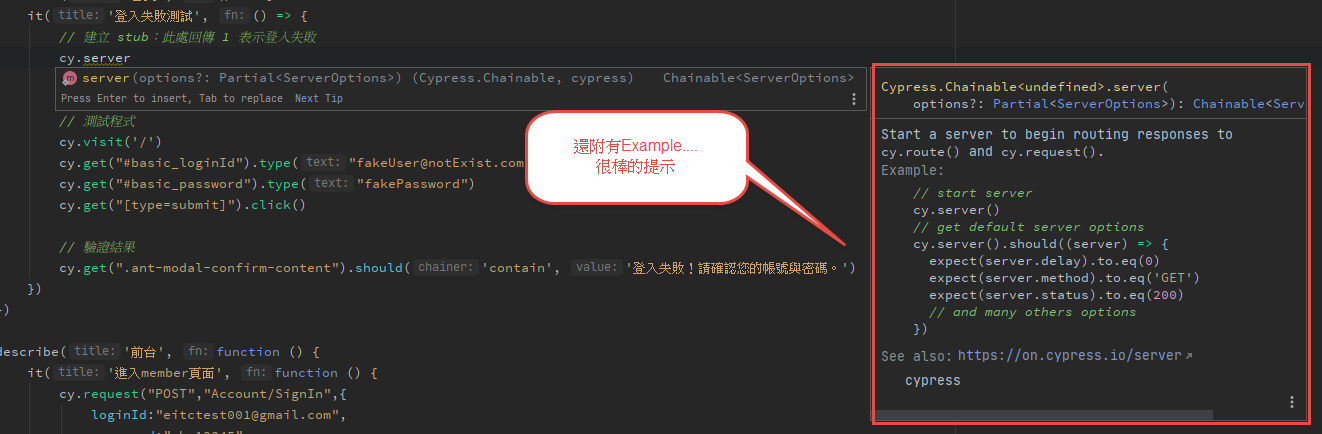 it( title: '登入失敗測試', fn: () => {
// 建立 stub：此處回傳 1 表示登入失敗
cy.server
server(options?: Partial<ServerOptions>) (Cypress.Chainable, cypress) Chainable<ServerOptions>
Press Enter to insert, Tab to replace Next Tip
// 測試程式
cy.visit('/')
cy.get("#basic_loginId").type( text: "fakeUser@notExist.com
cy.get("#basic_password").type( text: "fakePassword")
cy.get("[type=submit]").click()
// 驗證結果
cy.get(".ant-modal-confirm-content").should( chainer: 'contain', value: '登入失敗！請確認您的帳號與密碼。')
})
})
describe( title: '前台', fn: function () {
it( title: '進入member頁面', fn: function () {
cy.request("POST","Account/SignIn",{
loginId:"eitctest001@gmail.com",
還附有Example....
很棒的提示
Cypress.Chainable<undefined>.server(
options?: Partial<ServerOptions>): Chainable<Serv
Start a server to begin routing responses to
cy.route() and cy.request().
Example:
// start server
cy.server()
// get default server options
cy.server().should((server) => {
expect(server.delay).to.eq(0)
expect(server.method).to.eq('GET')
expect(server.status).to.eq(200)
// and many others options
})
See also: https://on.cypress.io/server↗
cypress